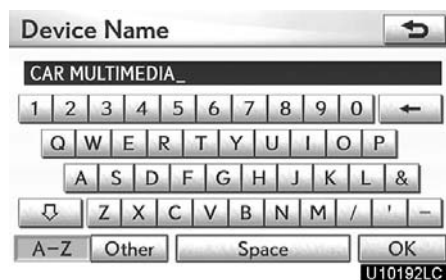 Device Name
CAR MULTIMEDIA_
1 2 3 4 5 6 7 8 9 0 ←
Q W E R T Y U I O P
A S D F G H J K L &
Z X C V B N M / ' -
A-Z Other Space OK
U10192LC